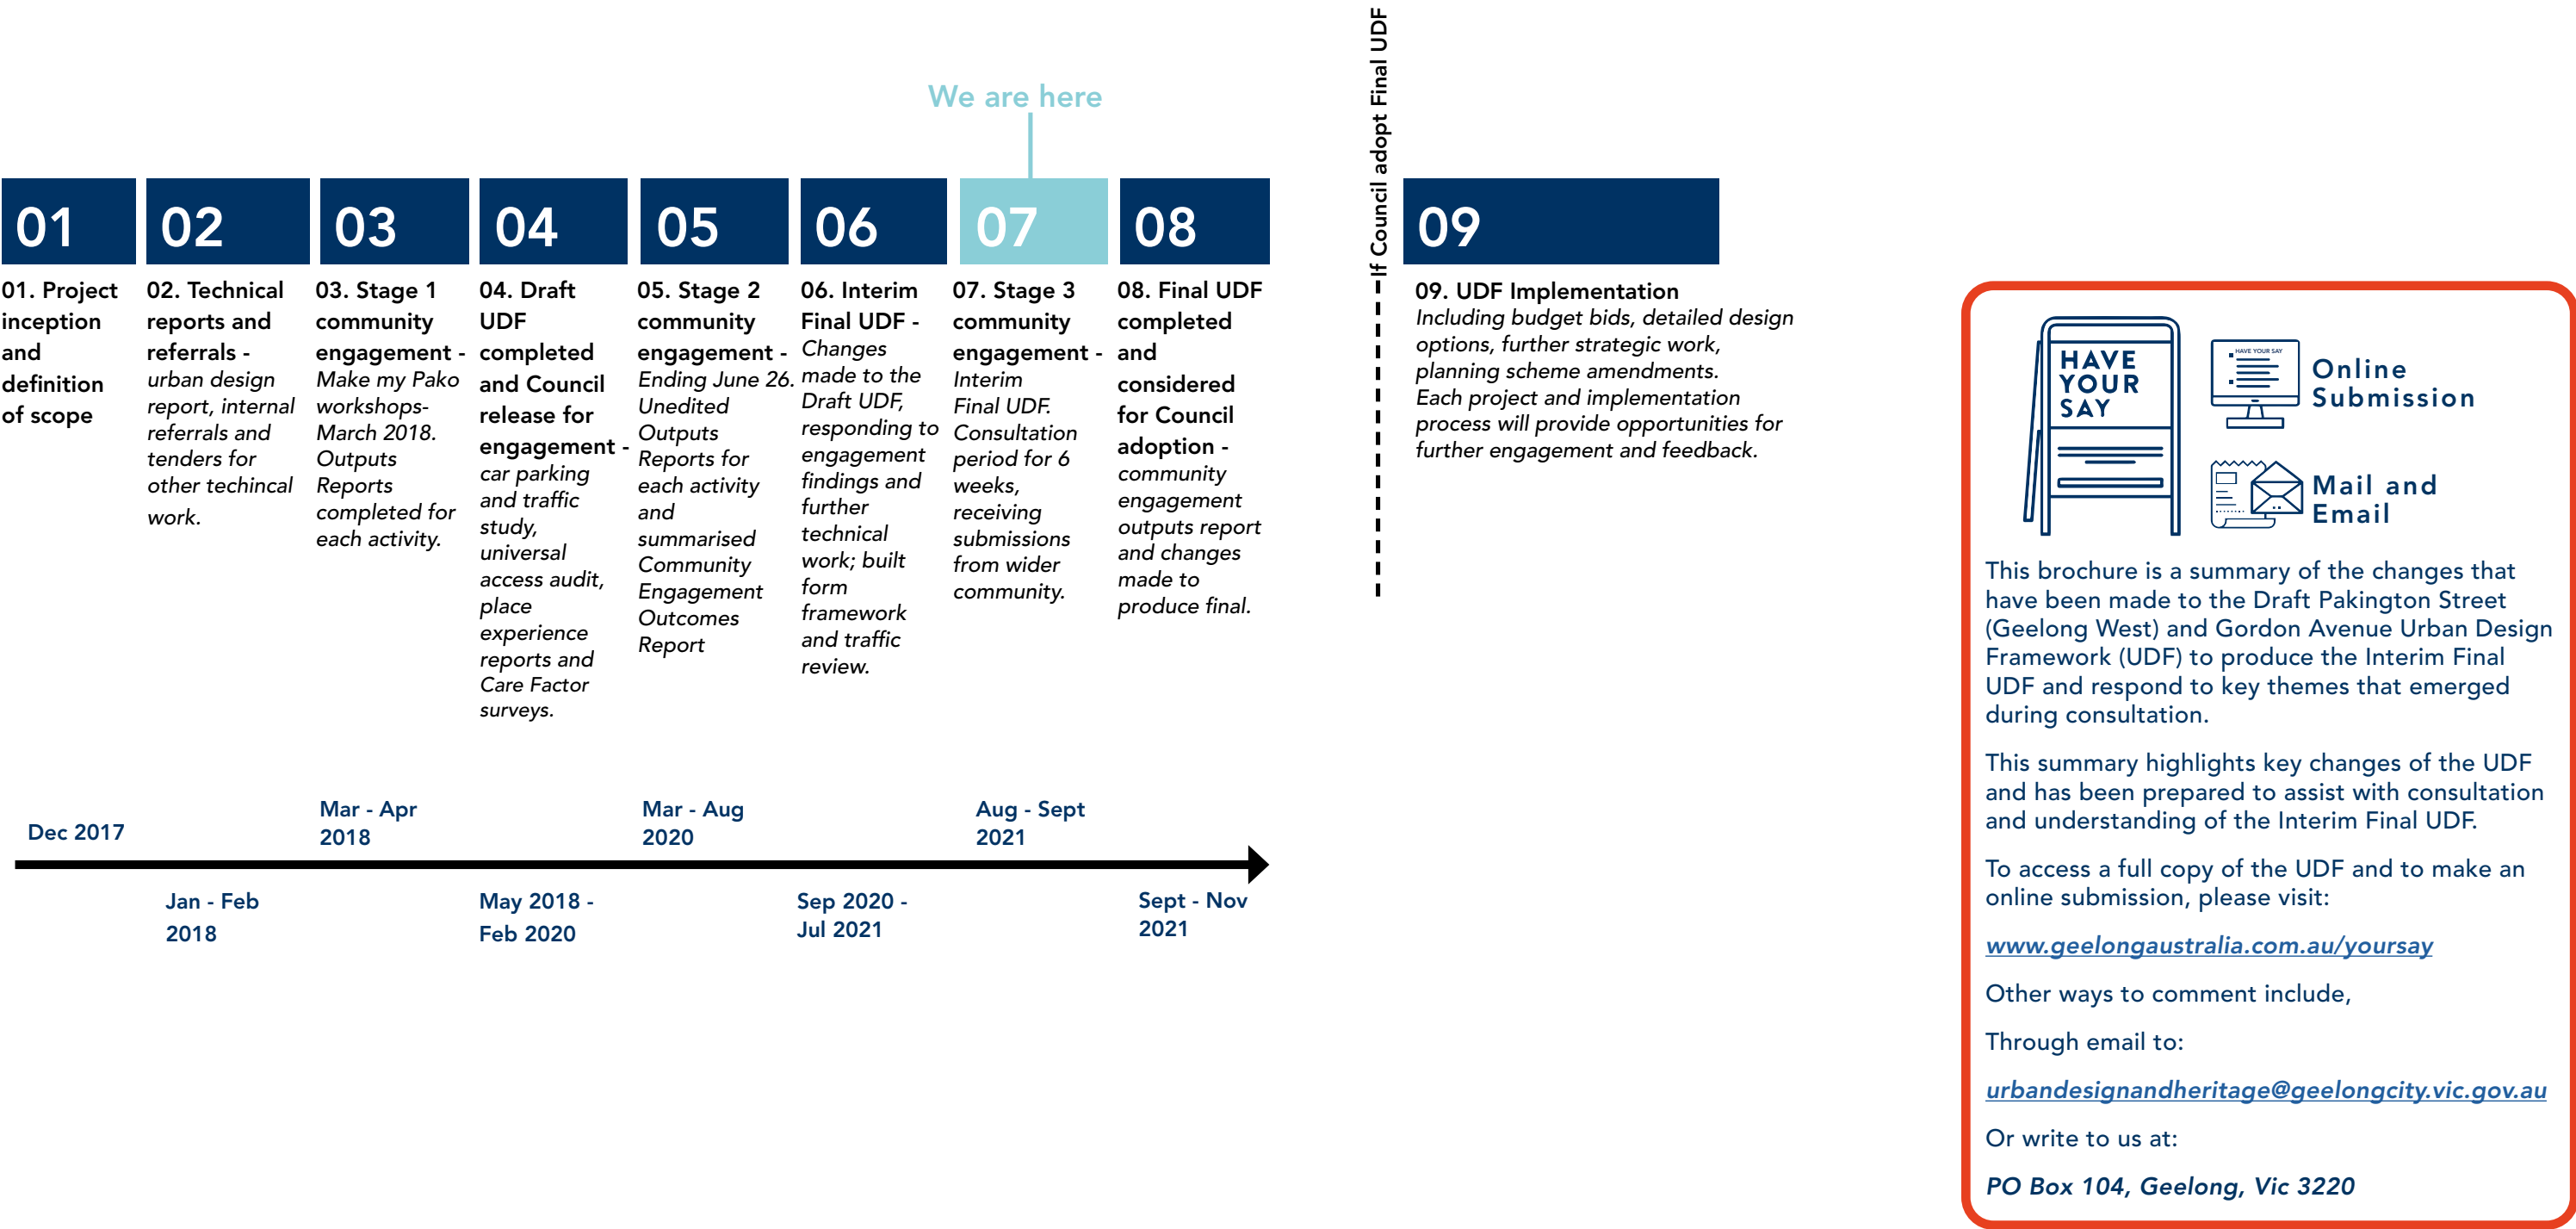 We are here
If Council adopt Final UDF
01
02
03
04
05
06
07
08
09
01. Project
inception
and
definition
of scope
02. Technical
reports and
referrals -
urban design
report, internal
referrals and
tenders for
other techincal
work.
03. Stage 1
community
engagement -
Make my Pako
workshops-
March 2018.
Outputs
Reports
completed for
each activity.
04. Draft
UDF
completed
and Council
release for
engagement -
car parking
and traffic
study,
universal
access audit,
place
experience
reports and
Care Factor
surveys.
05. Stage 2
community
engagement -
Ending June 26.
Unedited
Outputs
Reports for
each activity
and
summarised
Community
Engagement
Outcomes
Report
06. Interim
Final UDF -
Changes
made to the
Draft UDF,
responding to
engagement
findings and
further
technical
work; built
form
framework
and traffic
review.
07. Stage 3
community
engagement -
Interim
Final UDF.
Consultation
period for 6
weeks,
receiving
submissions
from wider
community.
08. Final UDF
completed
and
considered
for Council
adoption -
community
engagement
outputs report
and changes
made to
produce final.
09. UDF Implementation
Including budget bids, detailed design
options, further strategic work,
planning scheme amendments.
Each project and implementation
process will provide opportunities for
further engagement and feedback.
Dec 2017
Jan - Feb
2018
Mar - Apr
2018
May 2018 -
Feb 2020
Mar - Aug
2020
Sep 2020 -
Jul 2021
Aug - Sept
2021
Sept - Nov
2021
HAVE
YOUR
SAY
HAVE YOUR SAY
Online
Submission
Mail and
Email
This brochure is a summary of the changes that
have been made to the Draft Pakington Street
(Geelong West) and Gordon Avenue Urban Design
Framework (UDF) to produce the Interim Final
UDF and respond to key themes that emerged
during consultation.
This summary highlights key changes of the UDF
and has been prepared to assist with consultation
and understanding of the Interim Final UDF.
To access a full copy of the UDF and to make an
online submission, please visit:
www.geelongaustralia.com.au/yoursay
Other ways to comment include,
Through email to:
urbandesignandheritage@geelongcity.vic.gov.au
Or write to us at:
PO Box 104, Geelong, Vic 3220